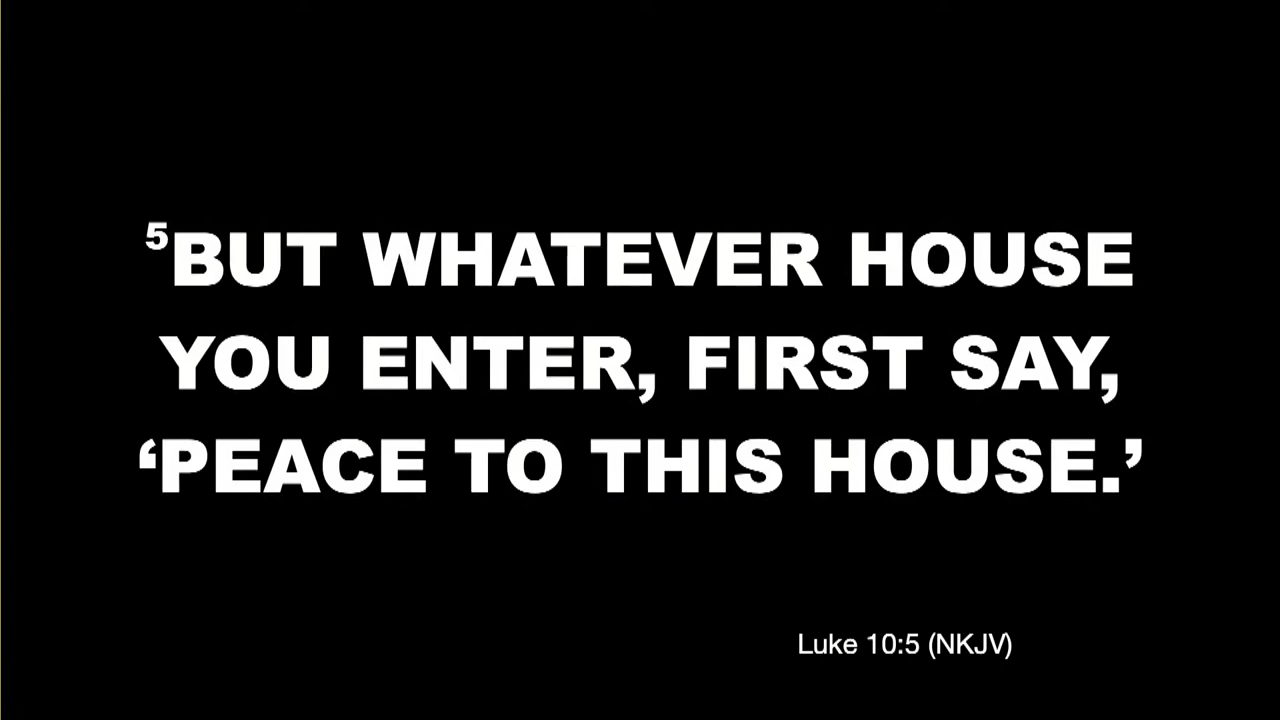 ⁵BUT WHATEVER HOUSE
YOU ENTER, FIRST SAY,
‘PEACE TO THIS HOUSE.’
Luke 10:5 (NKJV)